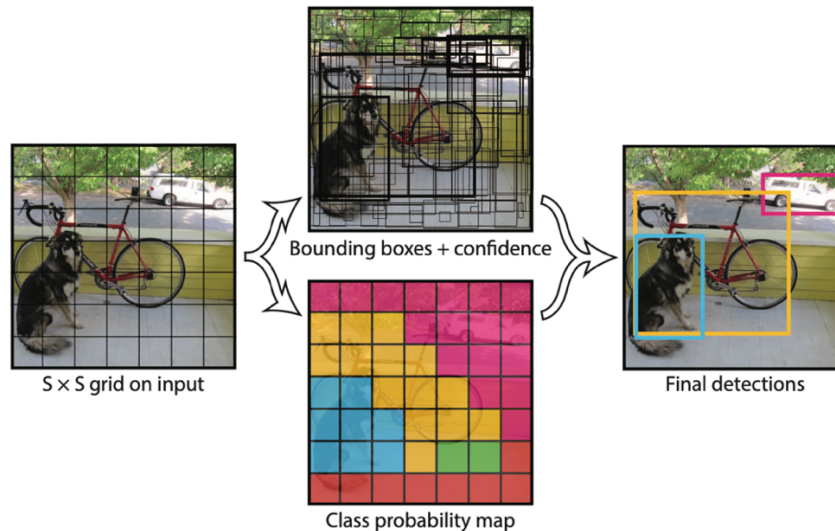 Bounding boxes + confidence
S × S grid on input
Final detections
Class probability map